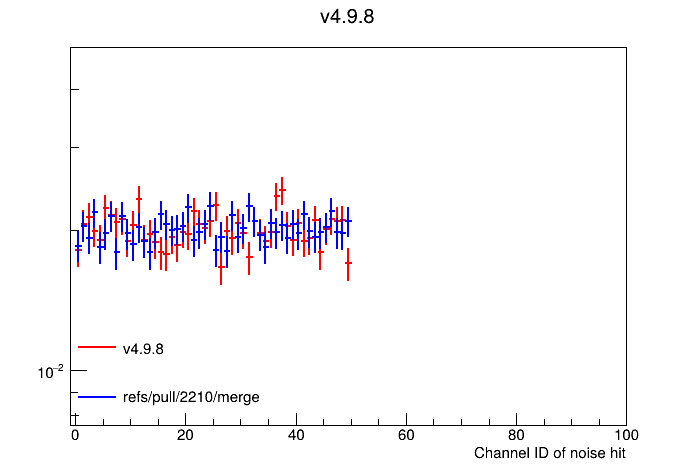 v4.9.8
v4.9.8
10⁻²
refs/pull/2210/merge
0 20 40 60 80 100
Channel ID of noise hit